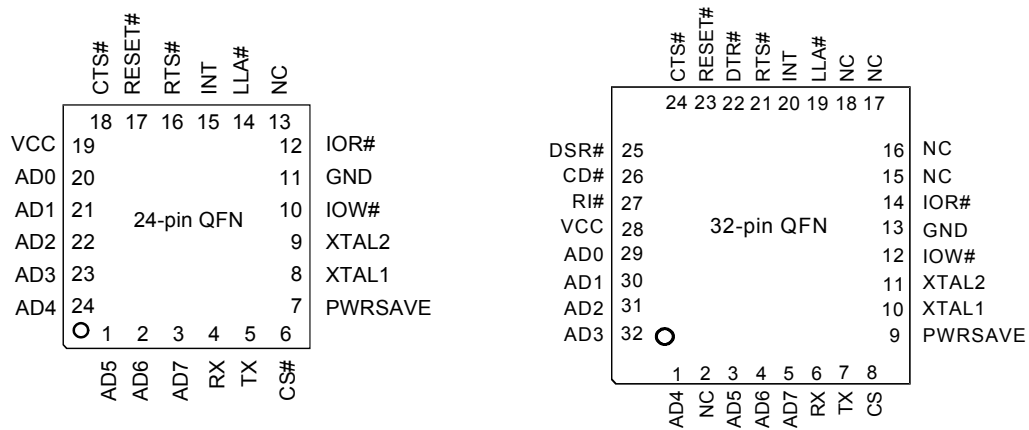 CTS#
RESET#
RTS#
INT
LLA#
NC
18 17 16 15 14 13
VCC 19
AD0 20
AD1 21
AD2 22
AD3 23
AD4 24
24-pin QFN
12 IOR#
11 GND
10 IOW#
9 XTAL2
8 XTAL1
7 PWRSAVE
1 2 3 4 5 6
AD5
AD6
AD7
RX
TX
CS#
CTS#
RESET#
DTR#
RTS#
INT
LLA#
NC
NC
24 23 22 21 20 19 18 17
DSR# 25
CD# 26
RI# 27
VCC 28
AD0 29
AD1 30
AD2 31
AD3 32
32-pin QFN
16 NC
15 NC
14 IOR#
13 GND
12 IOW#
11 XTAL2
10 XTAL1
9 PWRSAVE
1 2 3 4 5 6 7 8
AD4
NC
AD5
AD6
AD7
RX
TX
CS